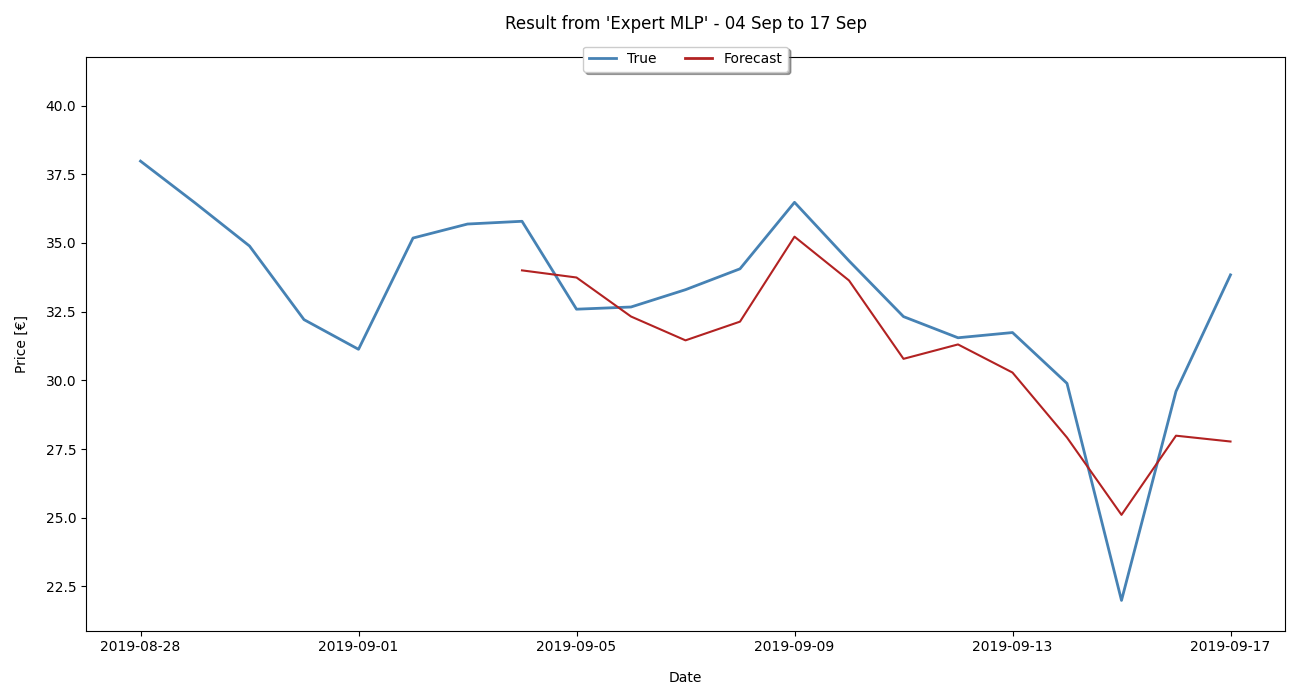 Result from 'Expert MLP' - 04 Sep to 17 Sep
True Forecast
Price [€]
40.0
37.5
35.0
32.5
30.0
27.5
25.0
22.5
2019-08-28 2019-09-01 2019-09-05 2019-09-09 2019-09-13 2019-09-17
Date